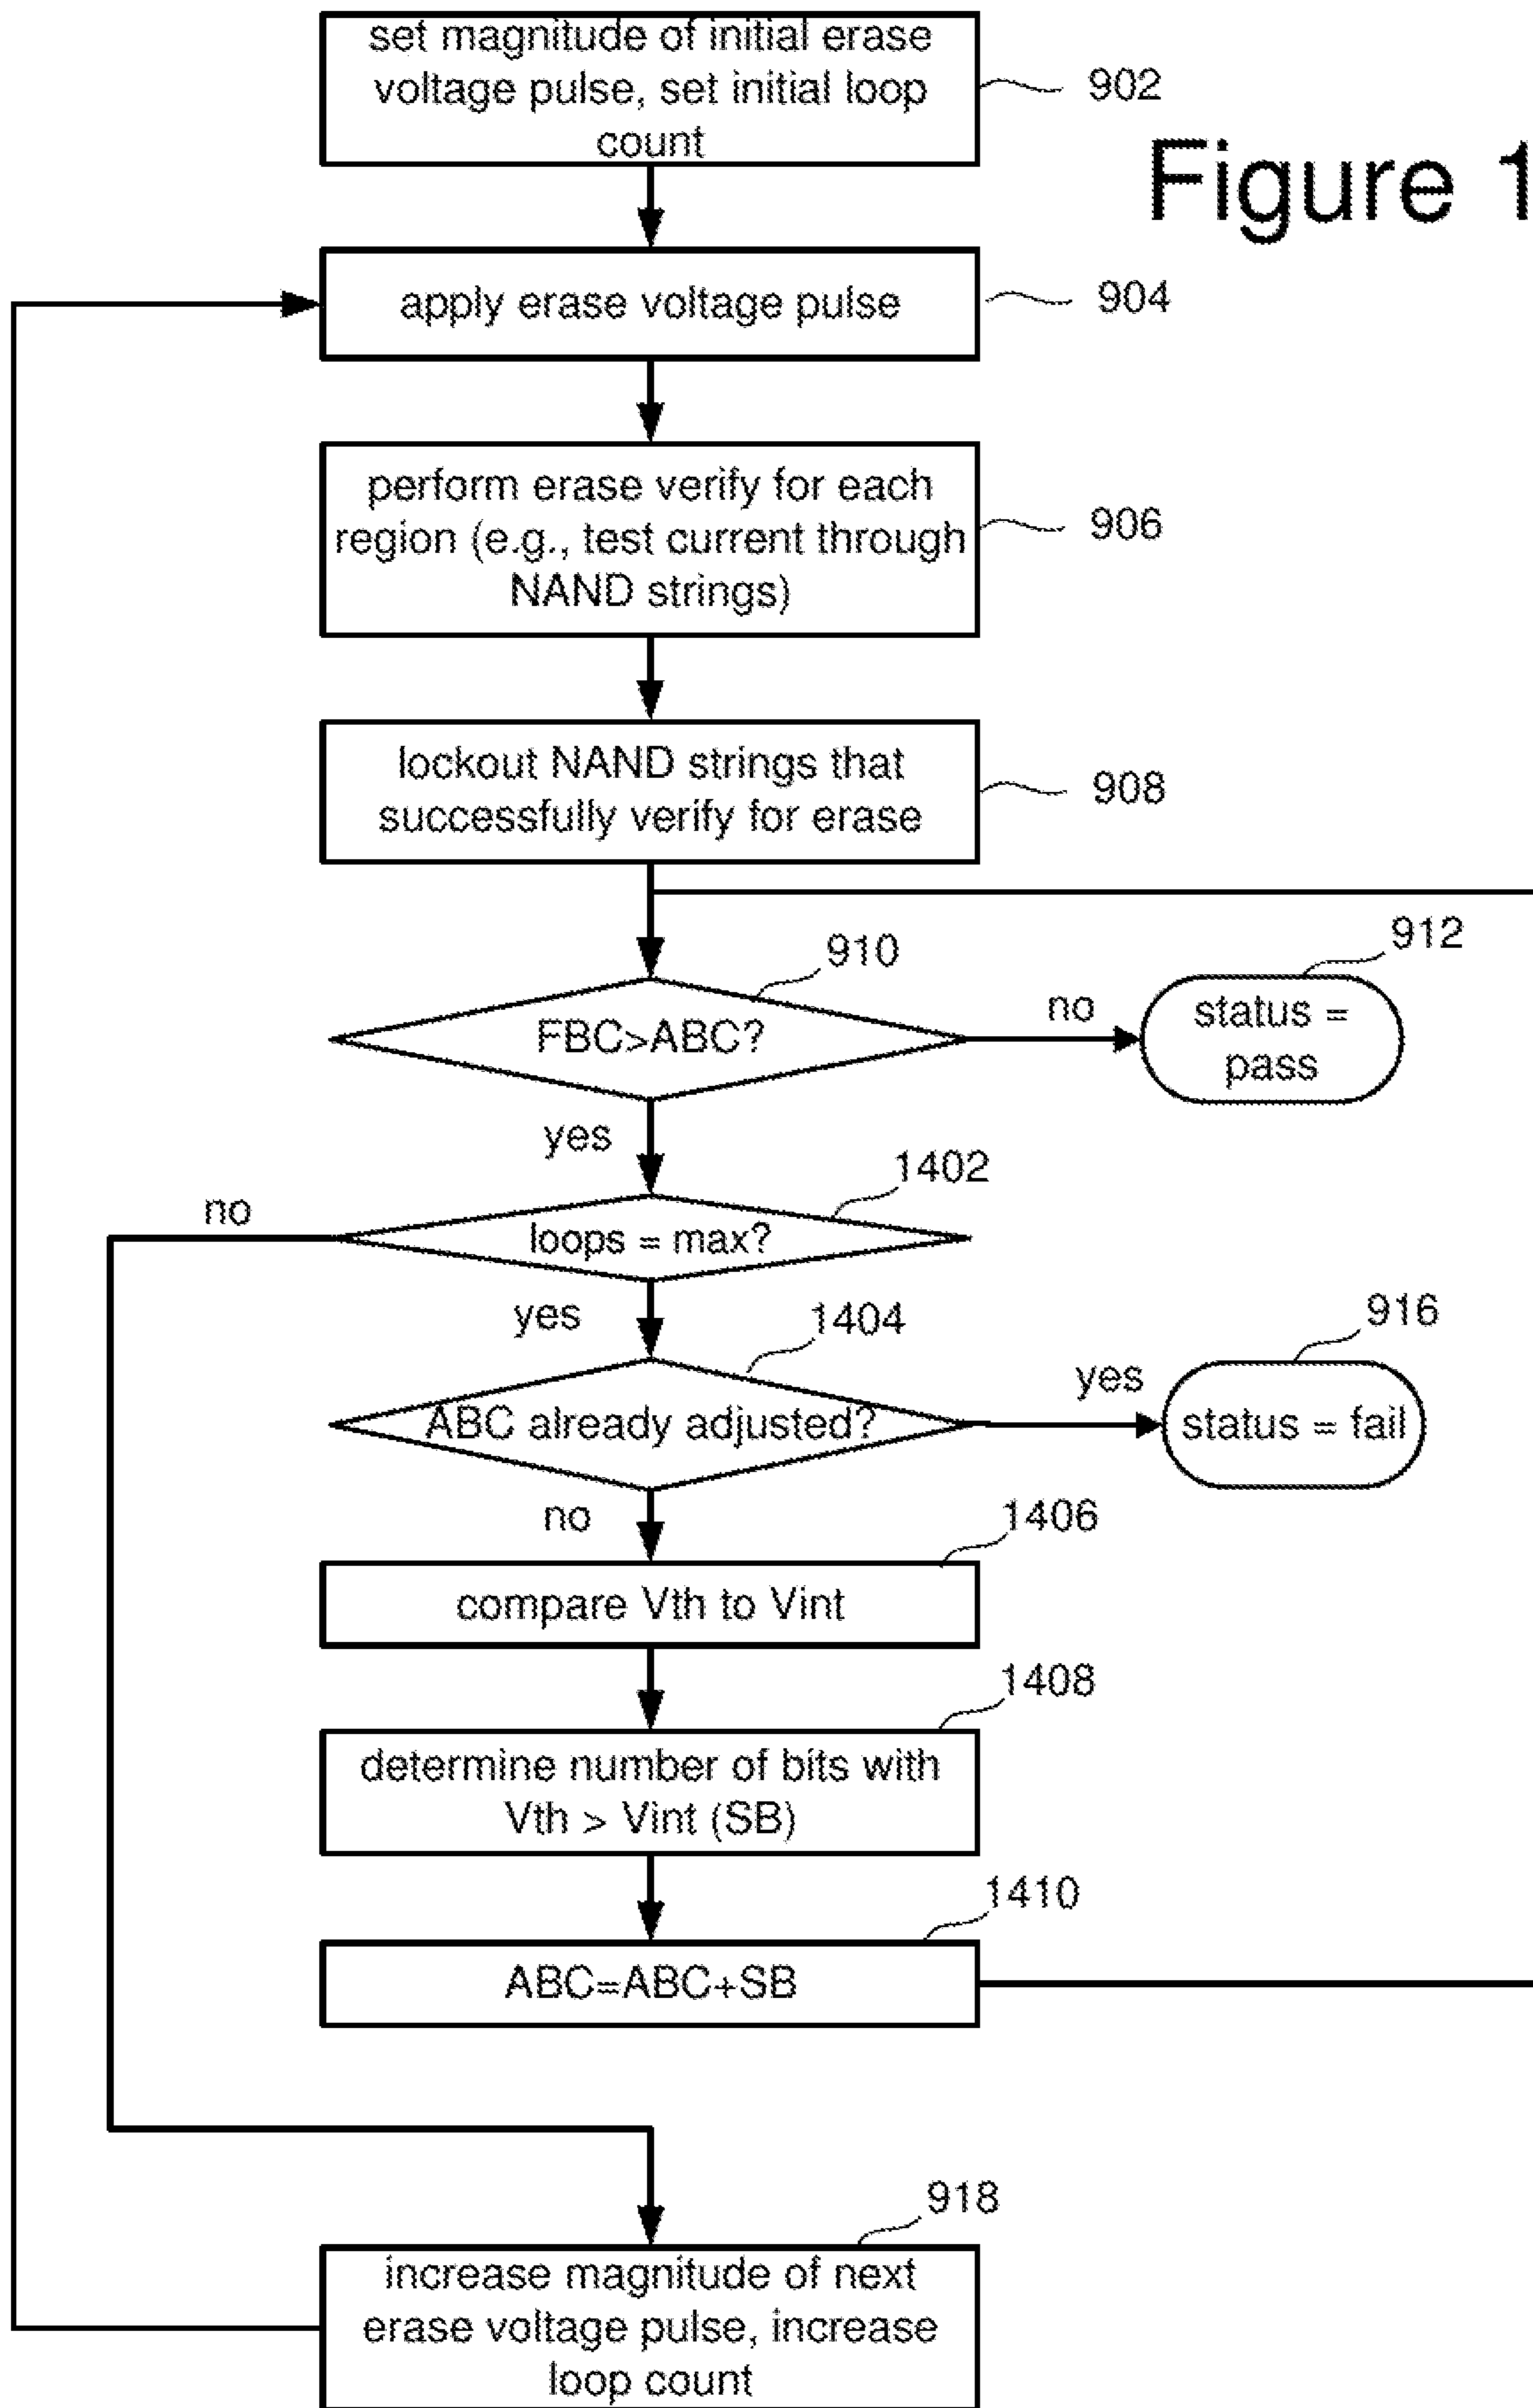 set magnitude of initial erase
voltage pulse, set initial loop
count
902
Figure 1
apply erase voltage pulse
904
perform erase verify for each
region (e.g., test current through
NAND strings)
906
lockout NAND strings that
successfully verify for erase
908
910
912
FBC>ABC?
no
status =
pass
yes
1402
no
loops = max?
yes
1404
916
ABC already adjusted?
yes
status = fail
no
1406
compare Vth to Vint
1408
determine number of bits with
Vth > Vint (SB)
1410
ABC=ABC+SB
918
increase magnitude of next
erase voltage pulse, increase
loop count